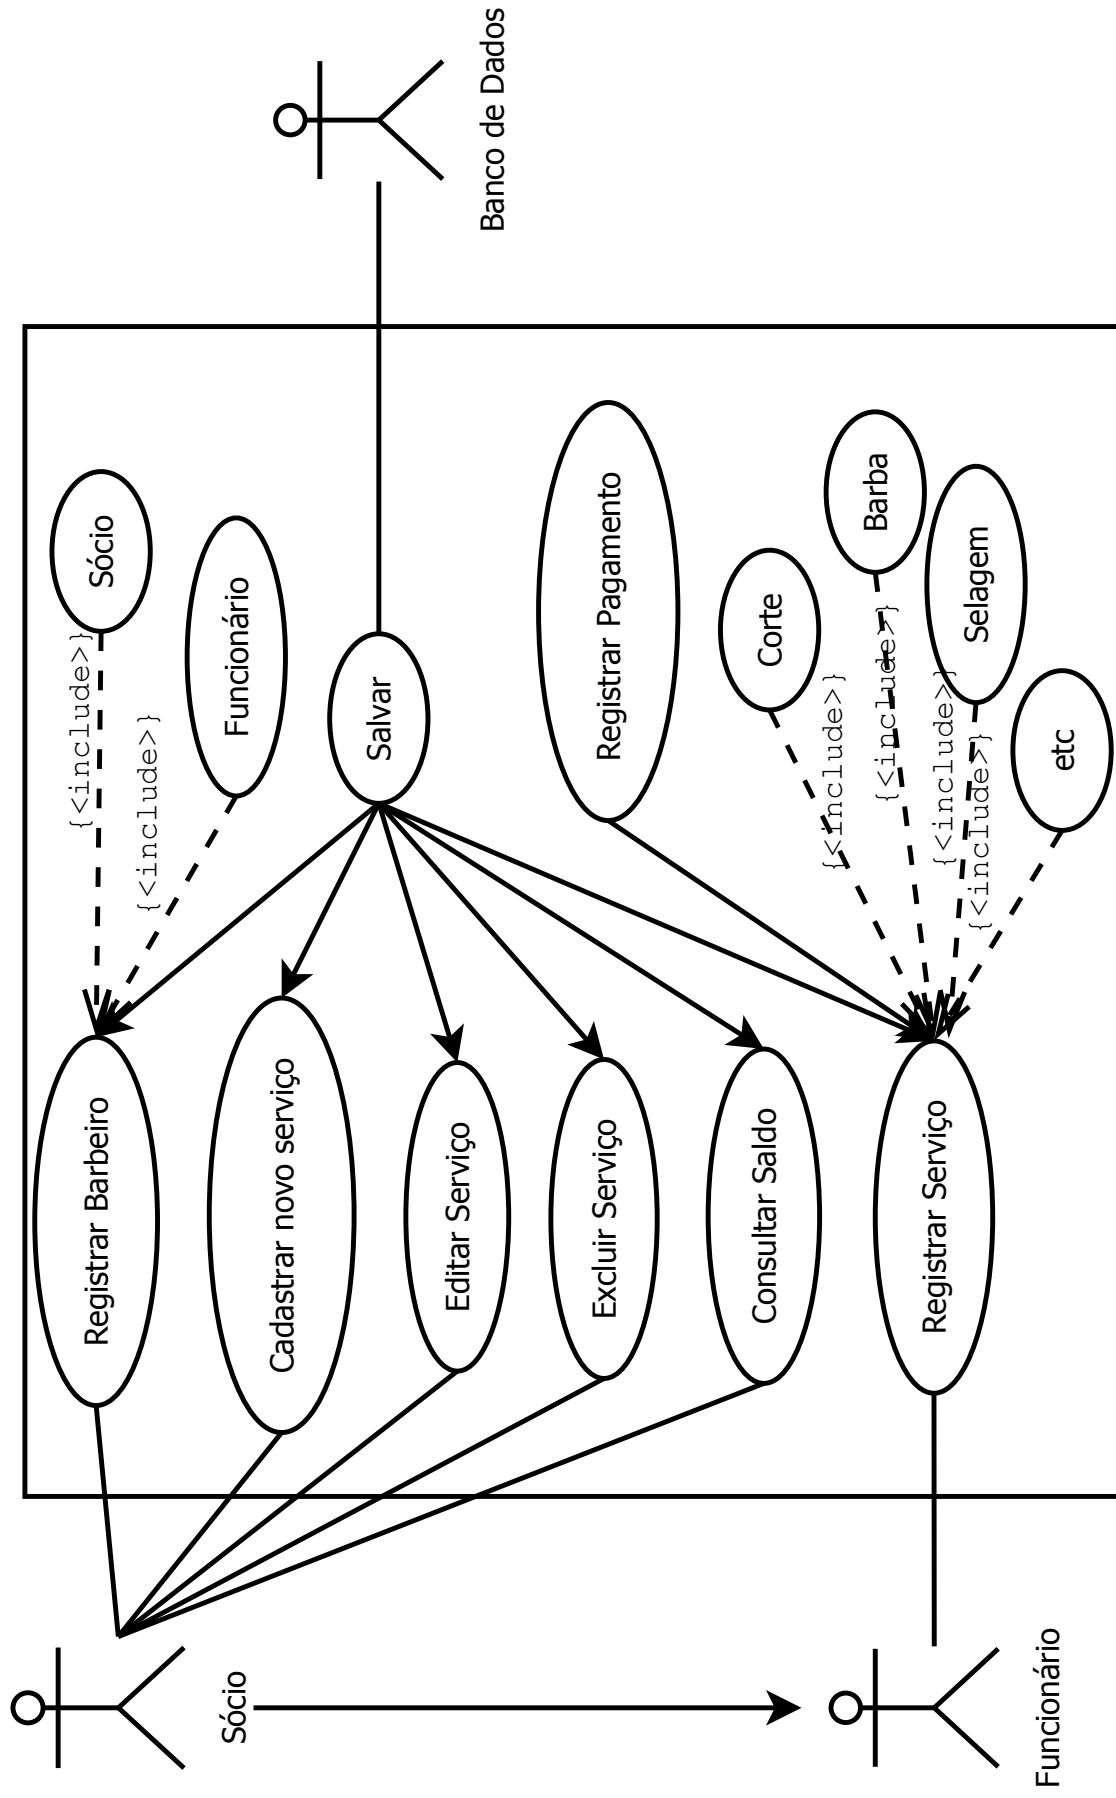 Sócio
Funcionário
Banco de Dados
Registrar Barbeiro
Cadastrar novo serviço
Editar Serviço
Excluir Serviço
Consultar Saldo
Registrar Serviço
Salvar
Sócio
Funcionário
Registrar Pagamento
Corte
Barba
Selagem
etc
{<include>}
{<include>}
{<include>}
{<include>}
{<include>}
{<include>}